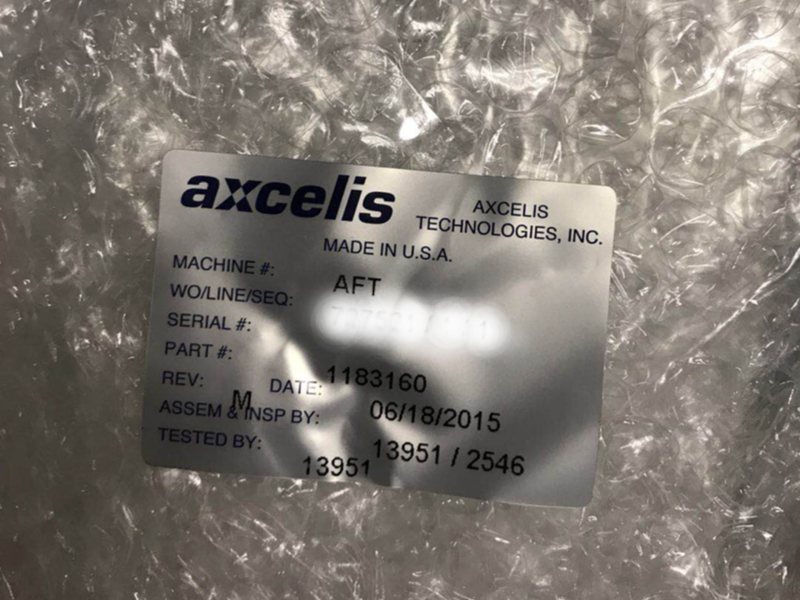 axcelis
AXCELIS
TECHNOLOGIES, INC.
MADE IN U.S.A.
MACHINE #:
AFT
WO/LINE/SEQ:
SERIAL #:
PART #:
1183160
REV: M DATE: 06/18/2015
ASSEM & INSP BY: 13951 / 2546
TESTED BY: 13951